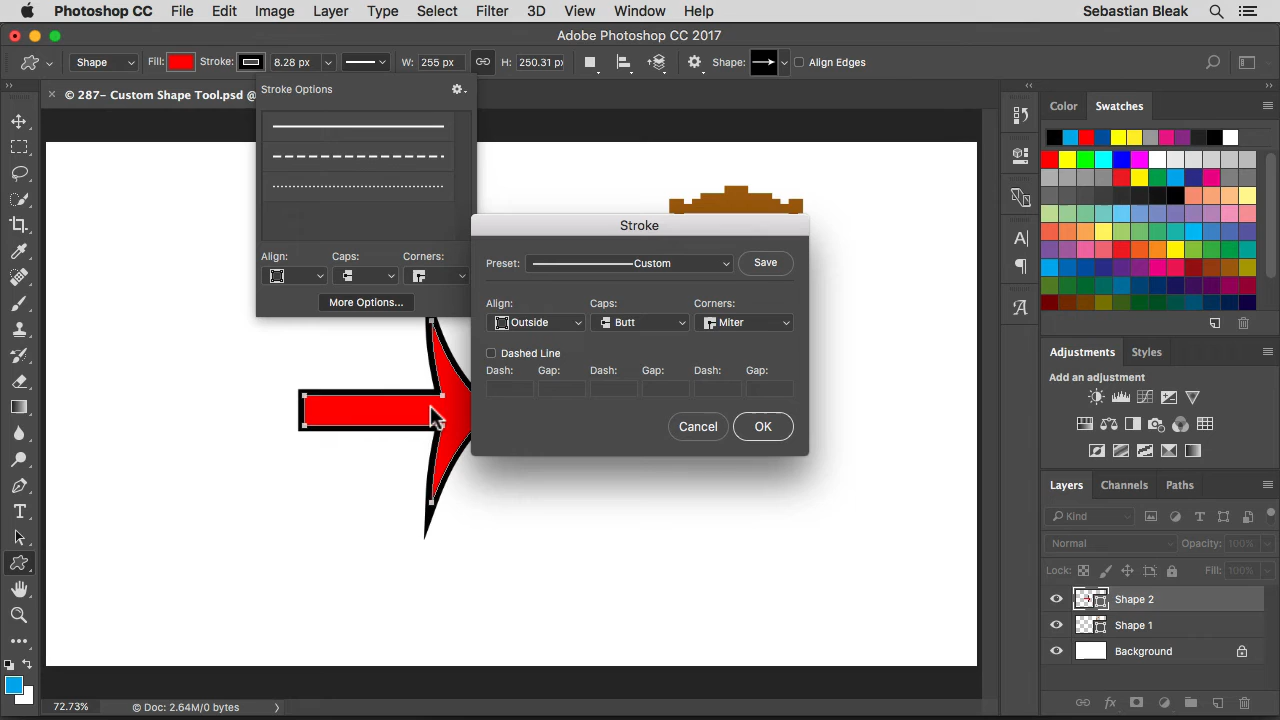 Photoshop CC File Edit Image Layer Type Select Filter 3D View Window Help Sebastian Bleak
Adobe Photoshop CC 2017
Shape Fill: Stroke: 8.28 px W: 255 px H: 250.31 px Shape: Align Edges
© 287– Custom Shape Tool.psd @
Stroke Options
Align: Caps: Corners:
More Options...
Stroke
Preset: Custom Save
Align: Caps: Corners:
Outside Butt Miter
Dashed Line
Dash: Gap: Dash: Gap: Dash: Gap:
Cancel OK
Color Swatches
Adjustments Styles
Add an adjustment
Layers Channels Paths
Kind
Normal Opacity: 100%
Lock: Fill: 100%
Shape 2
Shape 1
Background
72.73% © Doc: 2.64M/0 bytes